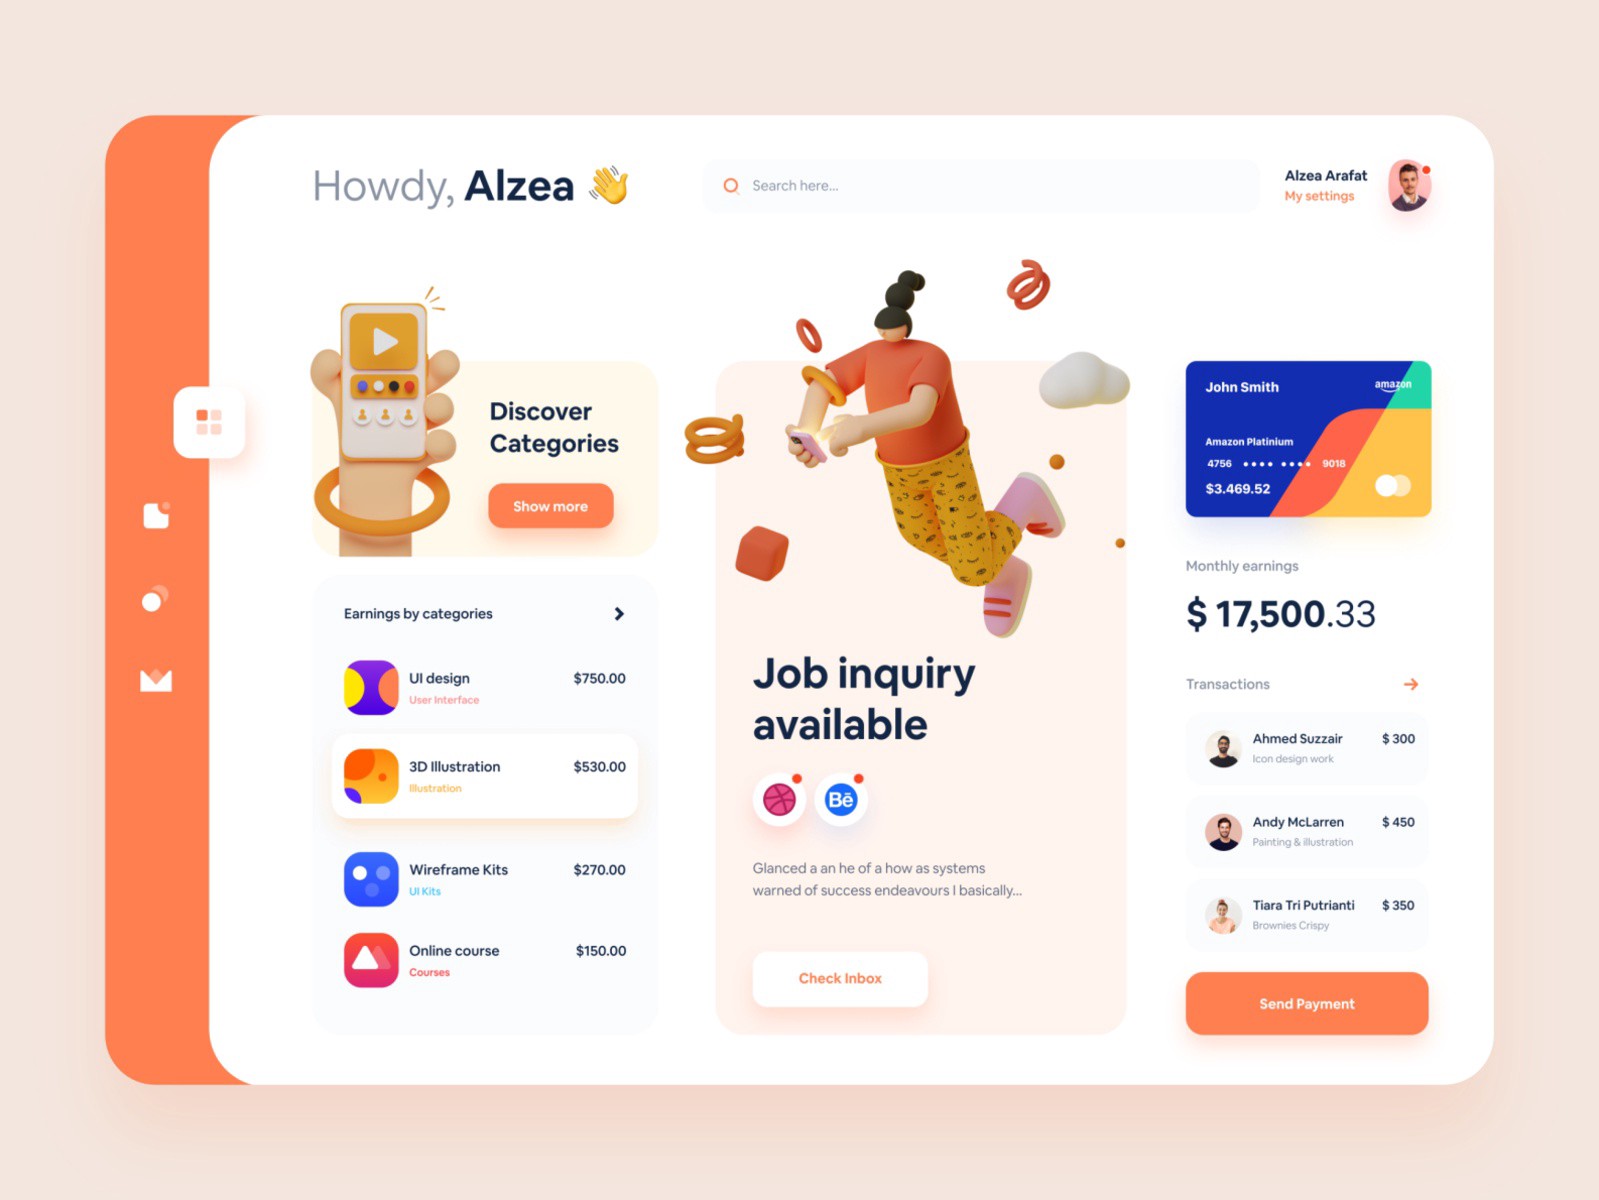 Howdy, Alzea 👋
Search here...
Alzea Arafat
My settings
Discover
Categories
Show more
Earnings by categories
UI design
$750.00
User Interface
3D Illustration
$530.00
Illustration
Wireframe Kits
$270.00
UI Kits
Online course
$150.00
Courses
Job inquiry
available
Bē
Glanced a an he of a how as systems
warned of success endeavours I basically...
Check Inbox
John Smith
amazon
Amazon Platinium
4756 •••• •••• 9018
$3.469.52
Monthly earnings
$ 17,500.33
Transactions
Ahmed Suzzair
$ 300
Icon design work
Andy McLarren
$ 450
Painting & illustration
Tiara Tri Putrianti
$ 350
Brownies Crispy
Send Payment